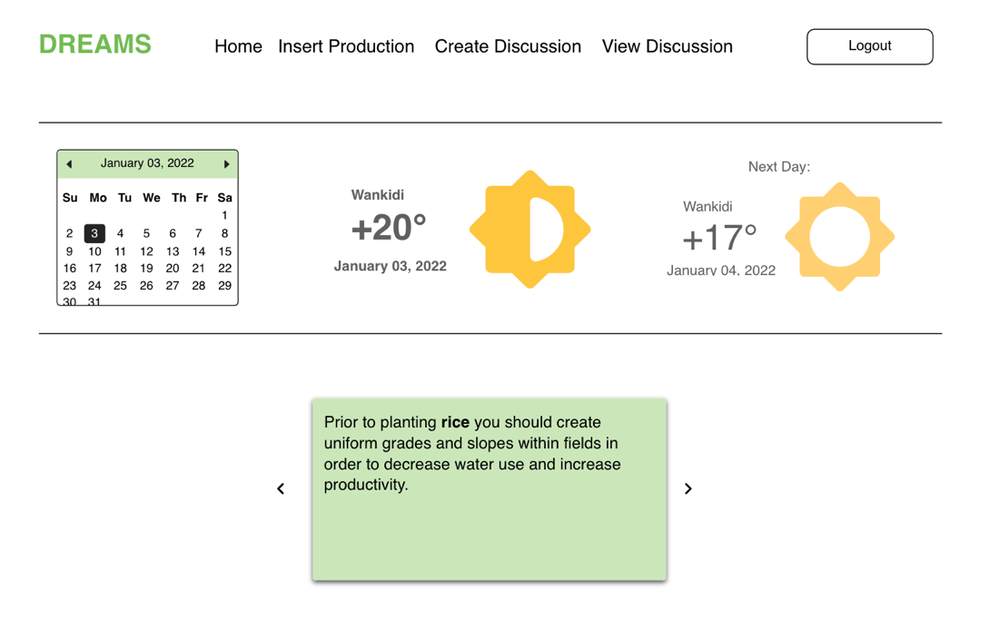 DREAMS
Home Insert Production Create Discussion View Discussion Logout
January 03, 2022
Su Mo Tu We Th Fr Sa
1
2 3 4 5 6 7 8
9 10 11 12 13 14 15
16 17 18 19 20 21 22
23 24 25 26 27 28 29
30 31
Wankidi
+20°
January 03, 2022
Next Day:
Wankidi
+17°
January 04, 2022
Prior to planting rice you should create
uniform grades and slopes within fields in
order to decrease water use and increase
productivity.